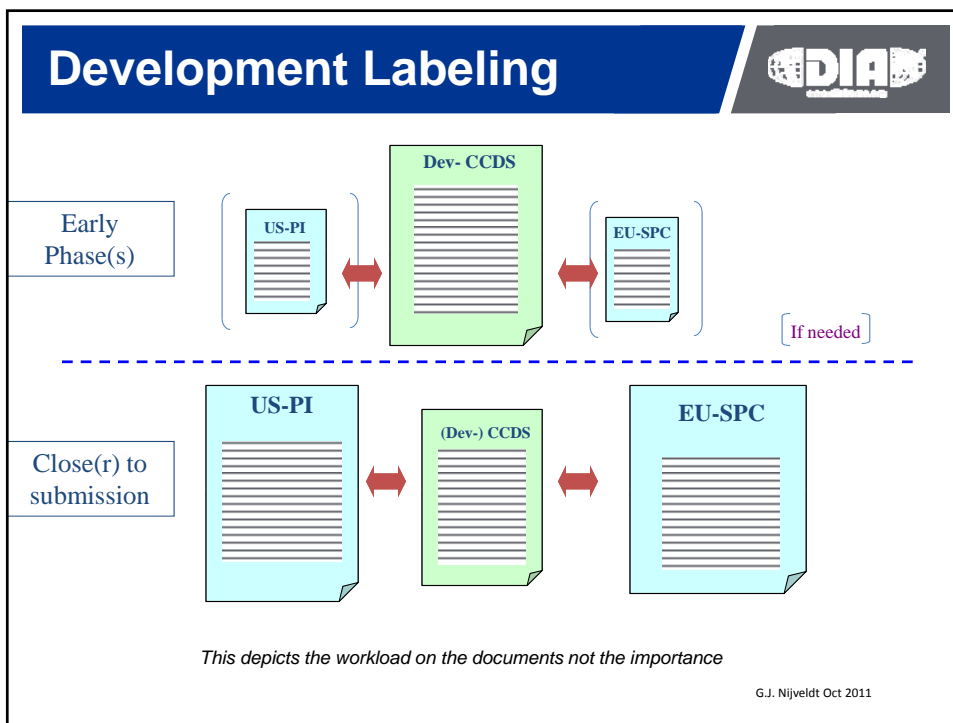 Development Labeling
DIA
Dev- CCDS
Early
Phase(s)
US-PI
EU-SPC
If needed
US-PI
(Dev-) CCDS
EU-SPC
Close(r) to
submission
This depicts the workload on the documents not the importance
G.J. Nijveldt Oct 2011